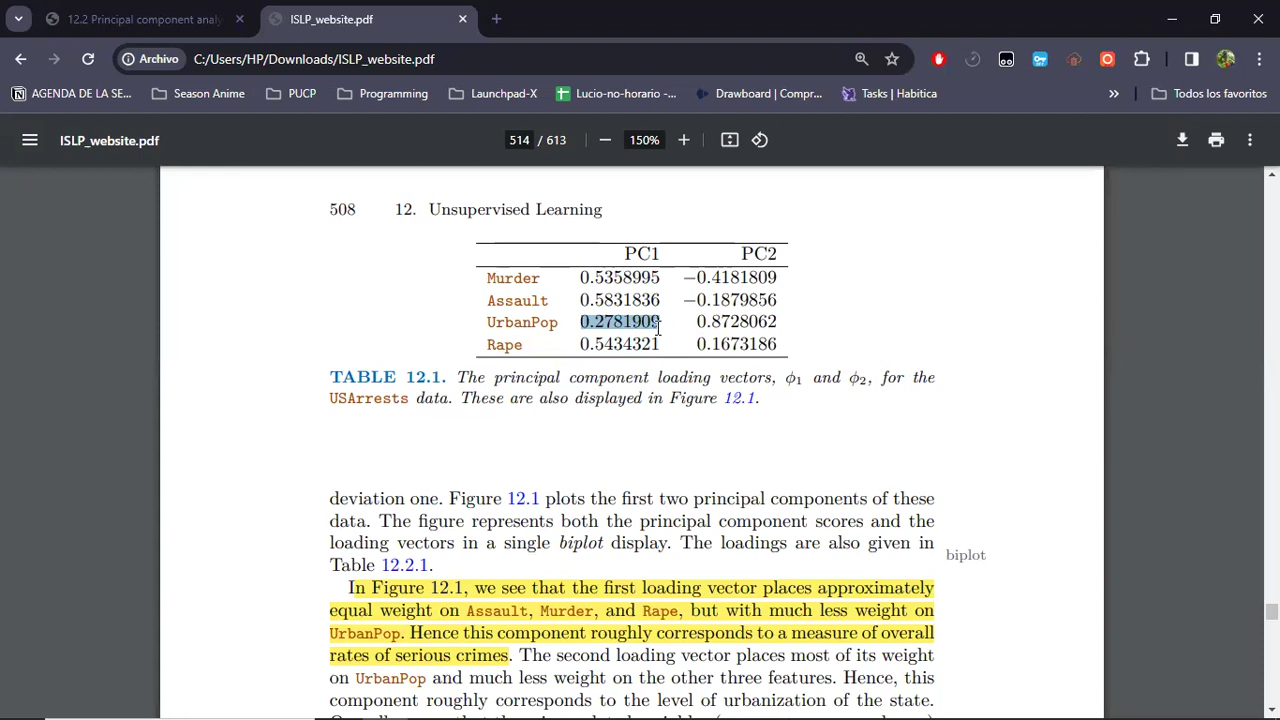 12.2 Principal component analy
ISLP_website.pdf
Archivo
C:/Users/HP/Downloads/ISLP_website.pdf
AGENDA DE LA SE...
Season Anime
PUCP
Programming
Launchpad-X
Lucio-no-horario -...
Drawboard | Compr...
Tasks | Habitica
»
Todos los favoritos
ISLP_website.pdf
514 / 613
150%
508 12. Unsupervised Learning
PC1 PC2
Murder 0.5358995 −0.4181809
Assault 0.5831836 −0.1879856
UrbanPop 0.2781909 0.8728062
Rape 0.5434321 0.1673186
TABLE 12.1. The principal component loading vectors, ϕ1 and ϕ2, for the
USArrests data. These are also displayed in Figure 12.1.
deviation one. Figure 12.1 plots the first two principal components of these
data. The figure represents both the principal component scores and the
loading vectors in a single biplot display. The loadings are also given in
biplot
Table 12.2.1.
In Figure 12.1, we see that the first loading vector places approximately
equal weight on Assault, Murder, and Rape, but with much less weight on
UrbanPop. Hence this component roughly corresponds to a measure of overall
rates of serious crimes. The second loading vector places most of its weight
on UrbanPop and much less weight on the other three features. Hence, this
component roughly corresponds to the level of urbanization of the state.